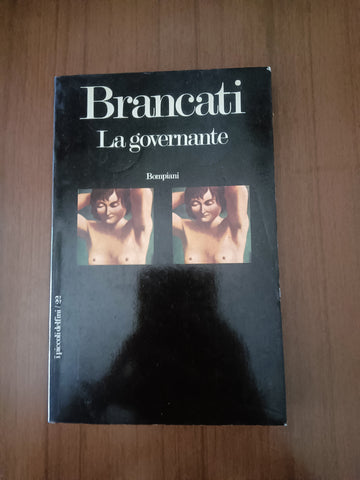 Brancati
La governante
Bompiani
i piccoli delfini / 22